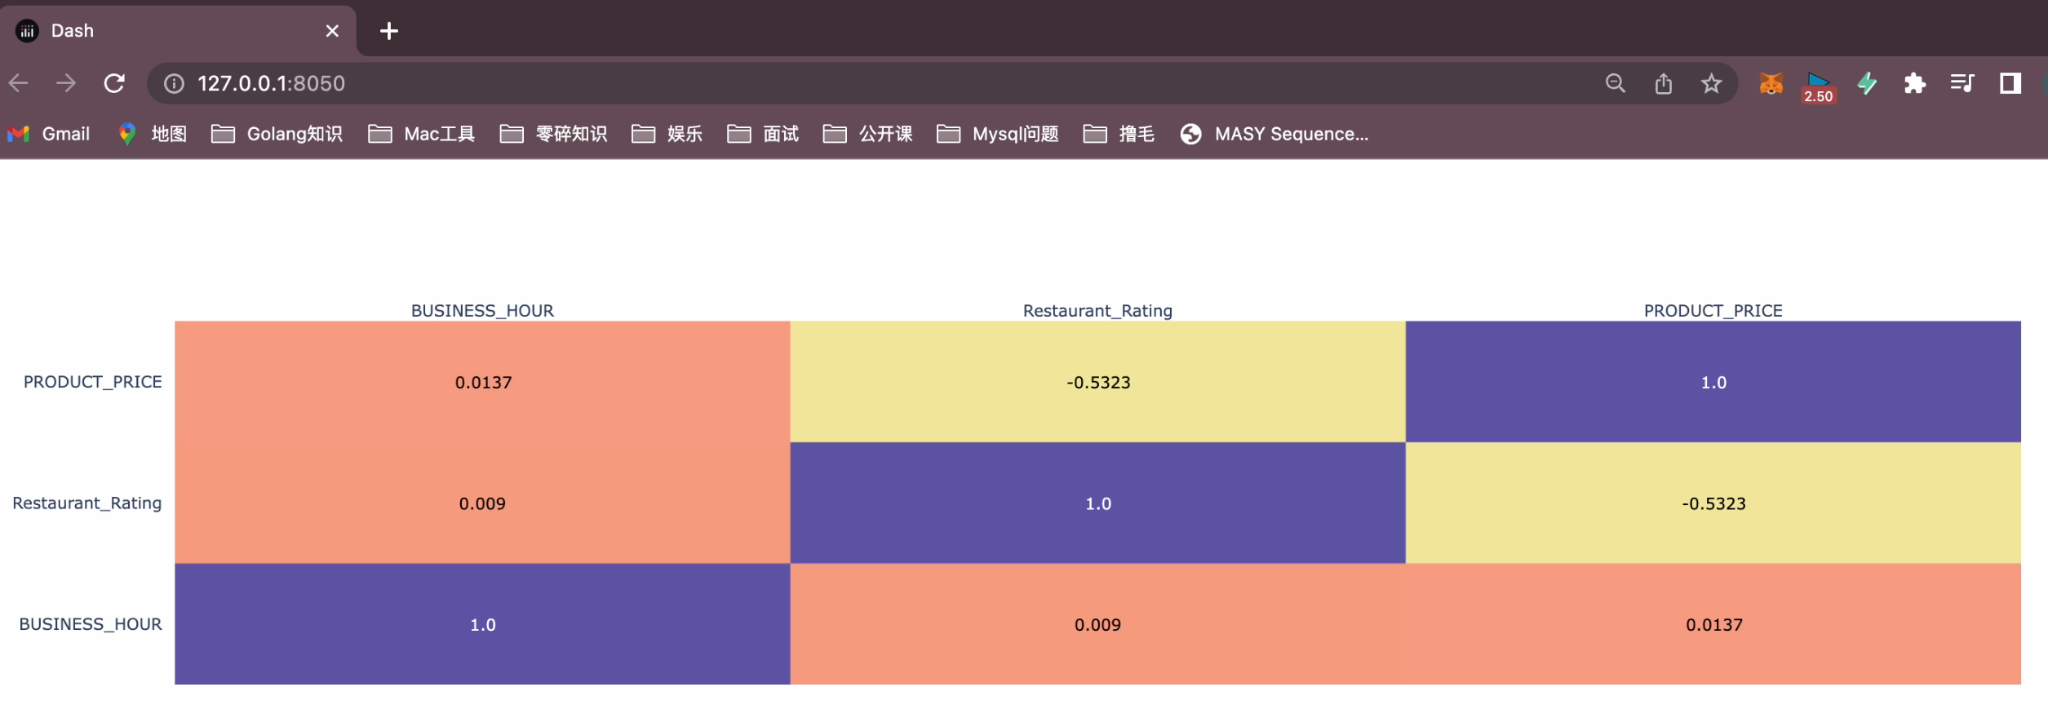 Dash
127.0.0.1:8050
2.50
Gmail 地图 Golang知识 Mac工具 零碎知识 娱乐 面试 公开课 Mysql问题 撸毛 MASY Sequence...
BUSINESS_HOUR Restaurant_Rating PRODUCT_PRICE
PRODUCT_PRICE 0.0137 -0.5323 1.0
Restaurant_Rating 0.009 1.0 -0.5323
BUSINESS_HOUR 1.0 0.009 0.0137